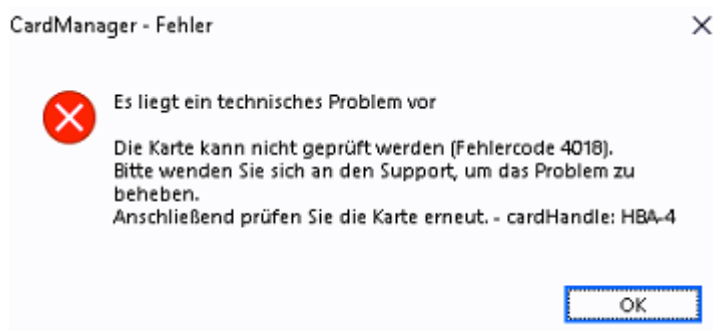 CardManager - Fehler
Es liegt ein technisches Problem vor
Die Karte kann nicht geprüft werden (Fehlercode 4018).
Bitte wenden Sie sich an den Support, um das Problem zu
beheben.
Anschließend prüfen Sie die Karte erneut. - cardHandle: HBA-4
OK